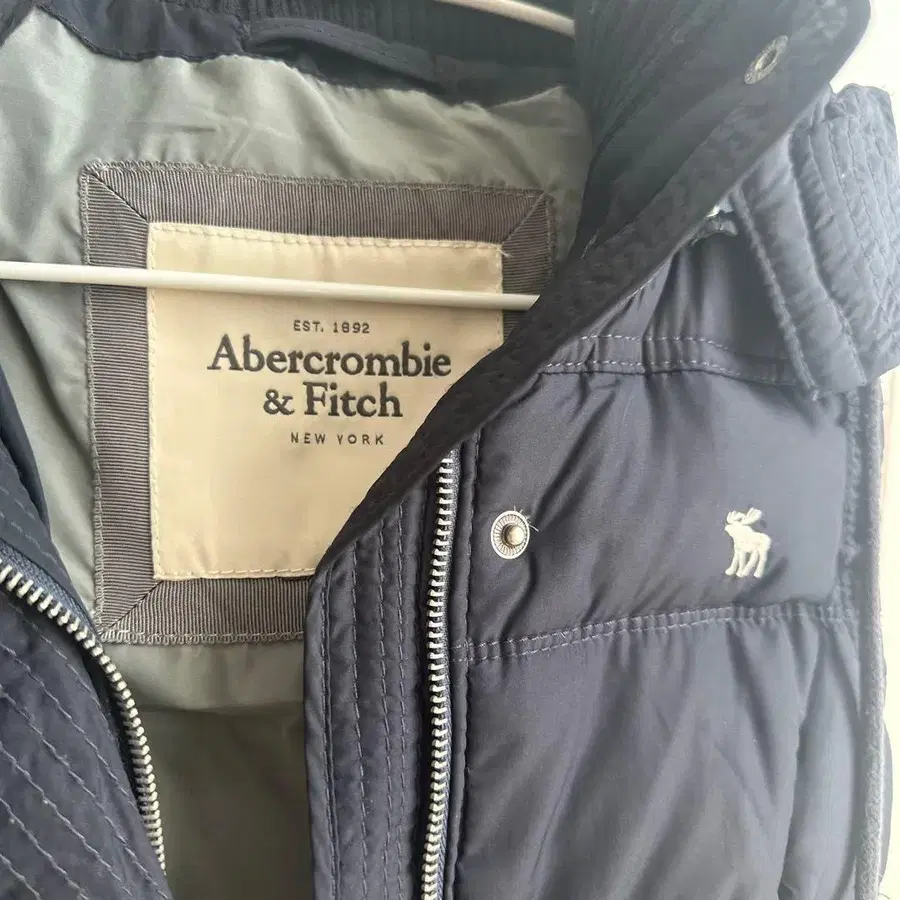 EST. 1892
Abercrombie
& Fitch
NEW YORK